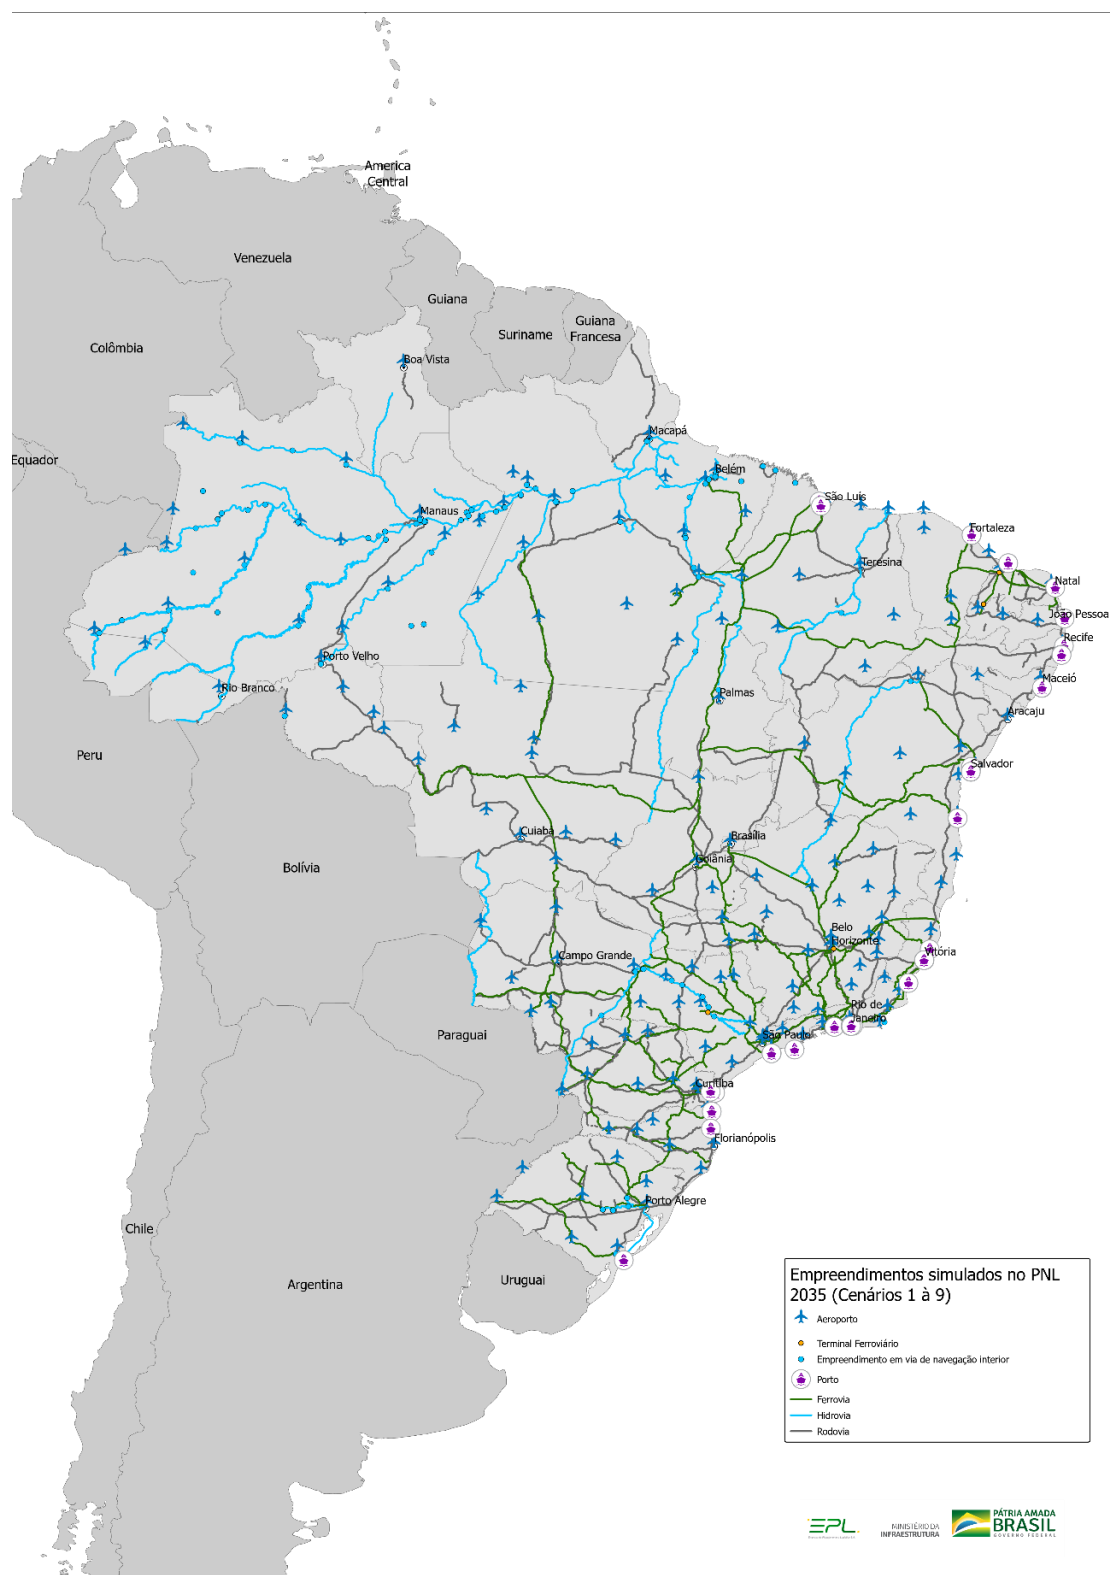 America
Central
Venezuela
Guiana
Suriname
Guiana
Francesa
Colômbia
Boa Vista
Equador
Macapá
Belém
São Luis
Manaus
Fortaleza
Teresina
Natal
João Pessoa
Recife
Porto Velho
Rio Branco
Palmas
Maceió
Aracaju
Peru
Salvador
Cuiabá
Brasília
Goiânia
Bolívia
Belo
Horizonte
Vitória
Campo Grande
Rio de
Janeiro
Paraguai
São Paulo
Curitiba
Florianópolis
Porto Alegre
Chile
Argentina
Uruguai
Empreendimentos simulados no PNL
2035 (Cenários 1 à 9)
Aeroporto
Terminal Ferroviário
Empreendimento em via de navegação interior
Porto
Ferrovia
Hidrovia
Rodovia
EPL
MINISTÉRIO DA
INFRAESTRUTURA
PÁTRIA AMADA
BRASIL
GOVERNO FEDERAL